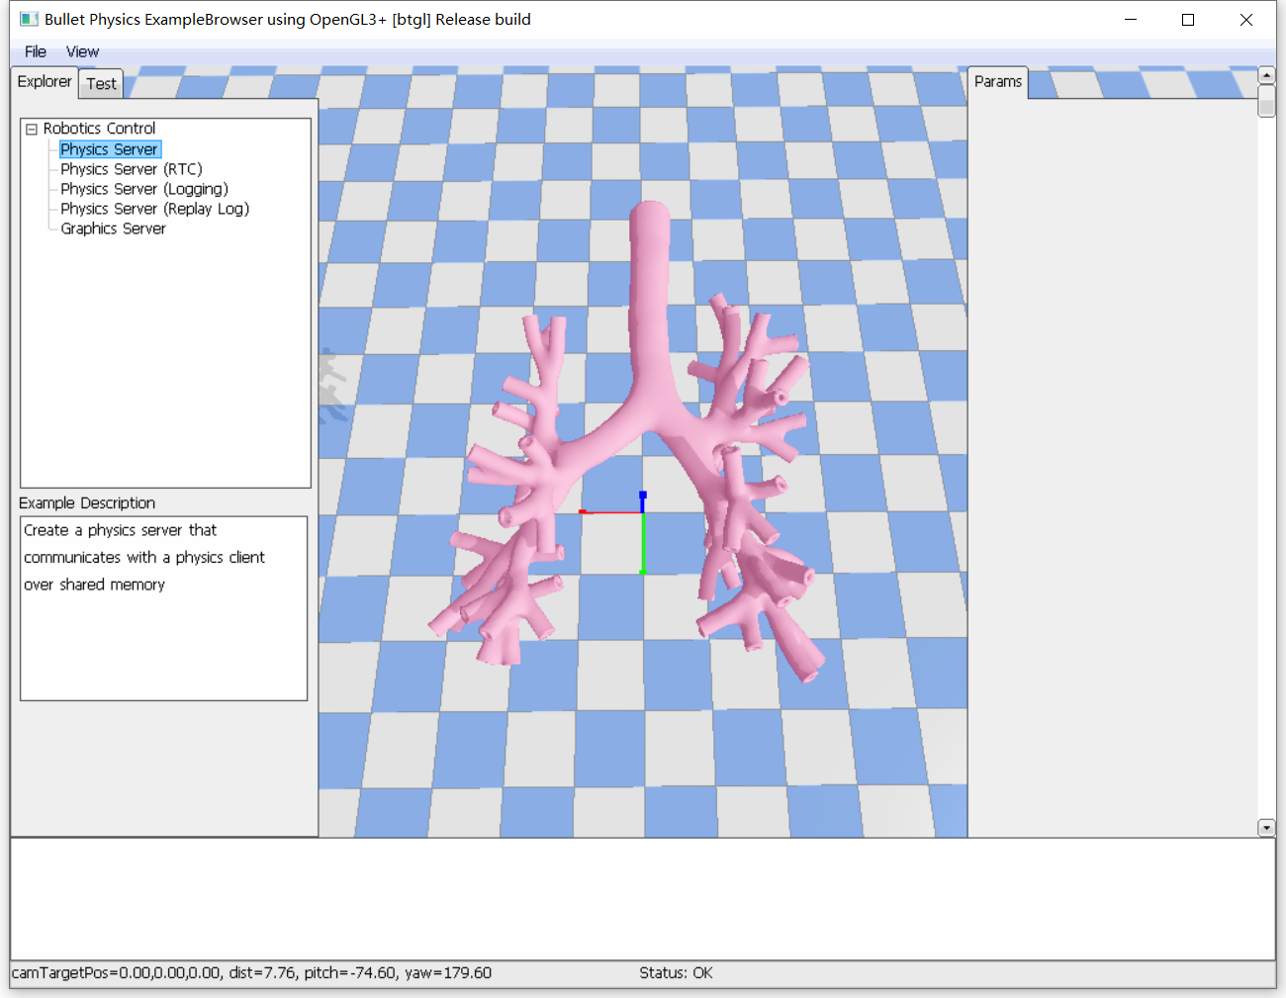 Bullet Physics ExampleBrowser using OpenGL3+ [btgl] Release build
File View
Explorer Test
Params
Robotics Control
Physics Server
Physics Server (RTC)
Physics Server (Logging)
Physics Server (Replay Log)
Graphics Server
Example Description
Create a physics server that
communicates with a physics client
over shared memory
camTargetPos=0.00,0.00,0.00, dist=7.76, pitch=-74.60, yaw=179.60
Status: OK